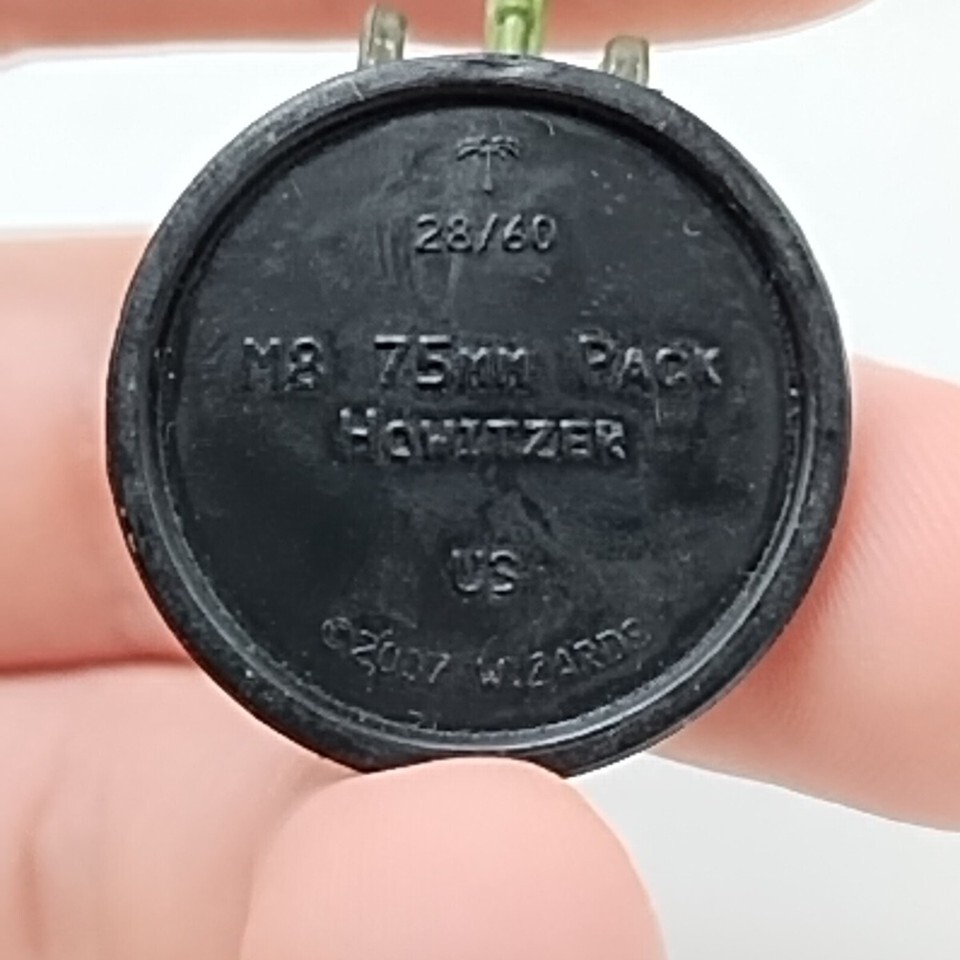 28/60
M8 75MM PACK
HOWITZER
US
©2007 WIZARDS